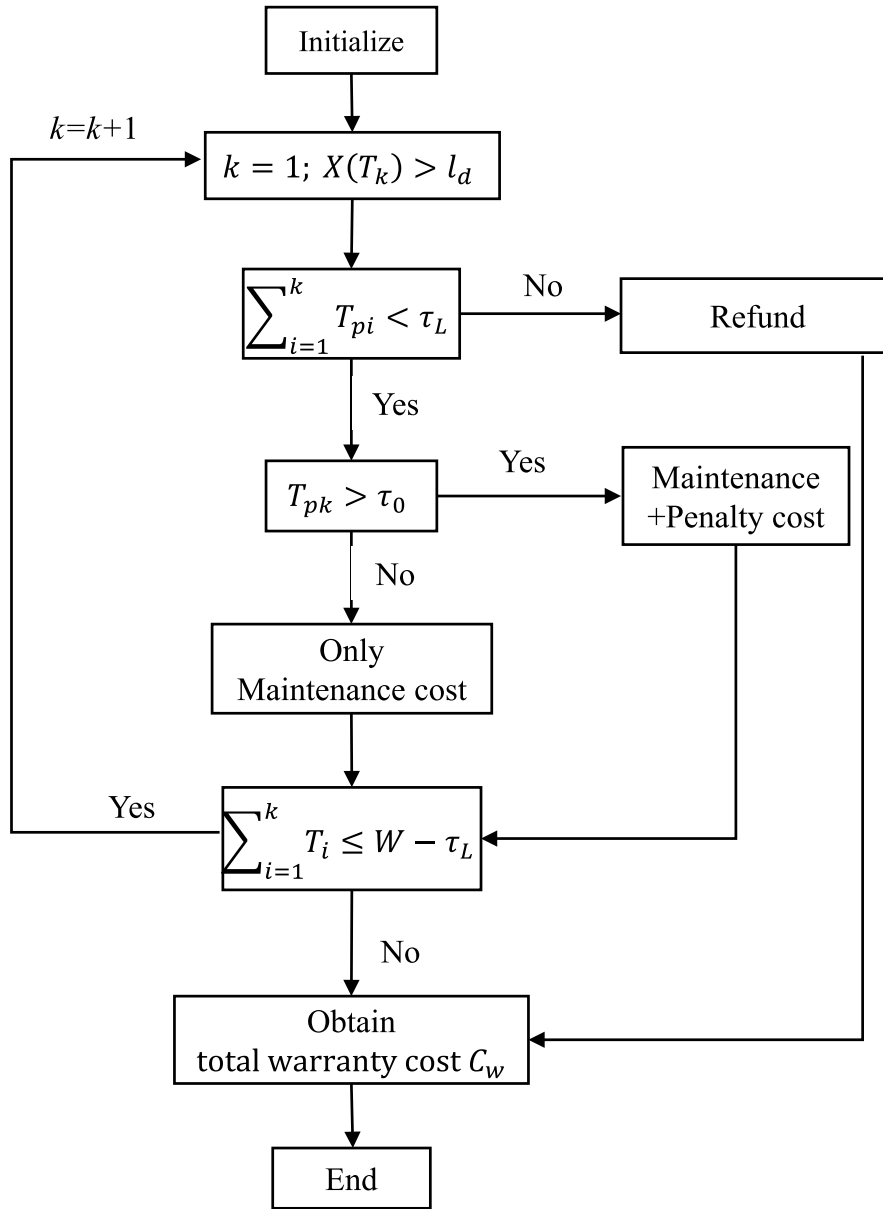 Initialize
k=k+1
k = 1; X(T_k) > l_d
∑_{i=1}^{k} T_{pi} < τ_L
No
Refund
Yes
T_{pk} > τ_0
Yes
Maintenance
+Penalty cost
No
Only
Maintenance cost
Yes
∑_{i=1}^{k} T_i ≤ W − τ_L
No
Obtain
total warranty cost C_w
End